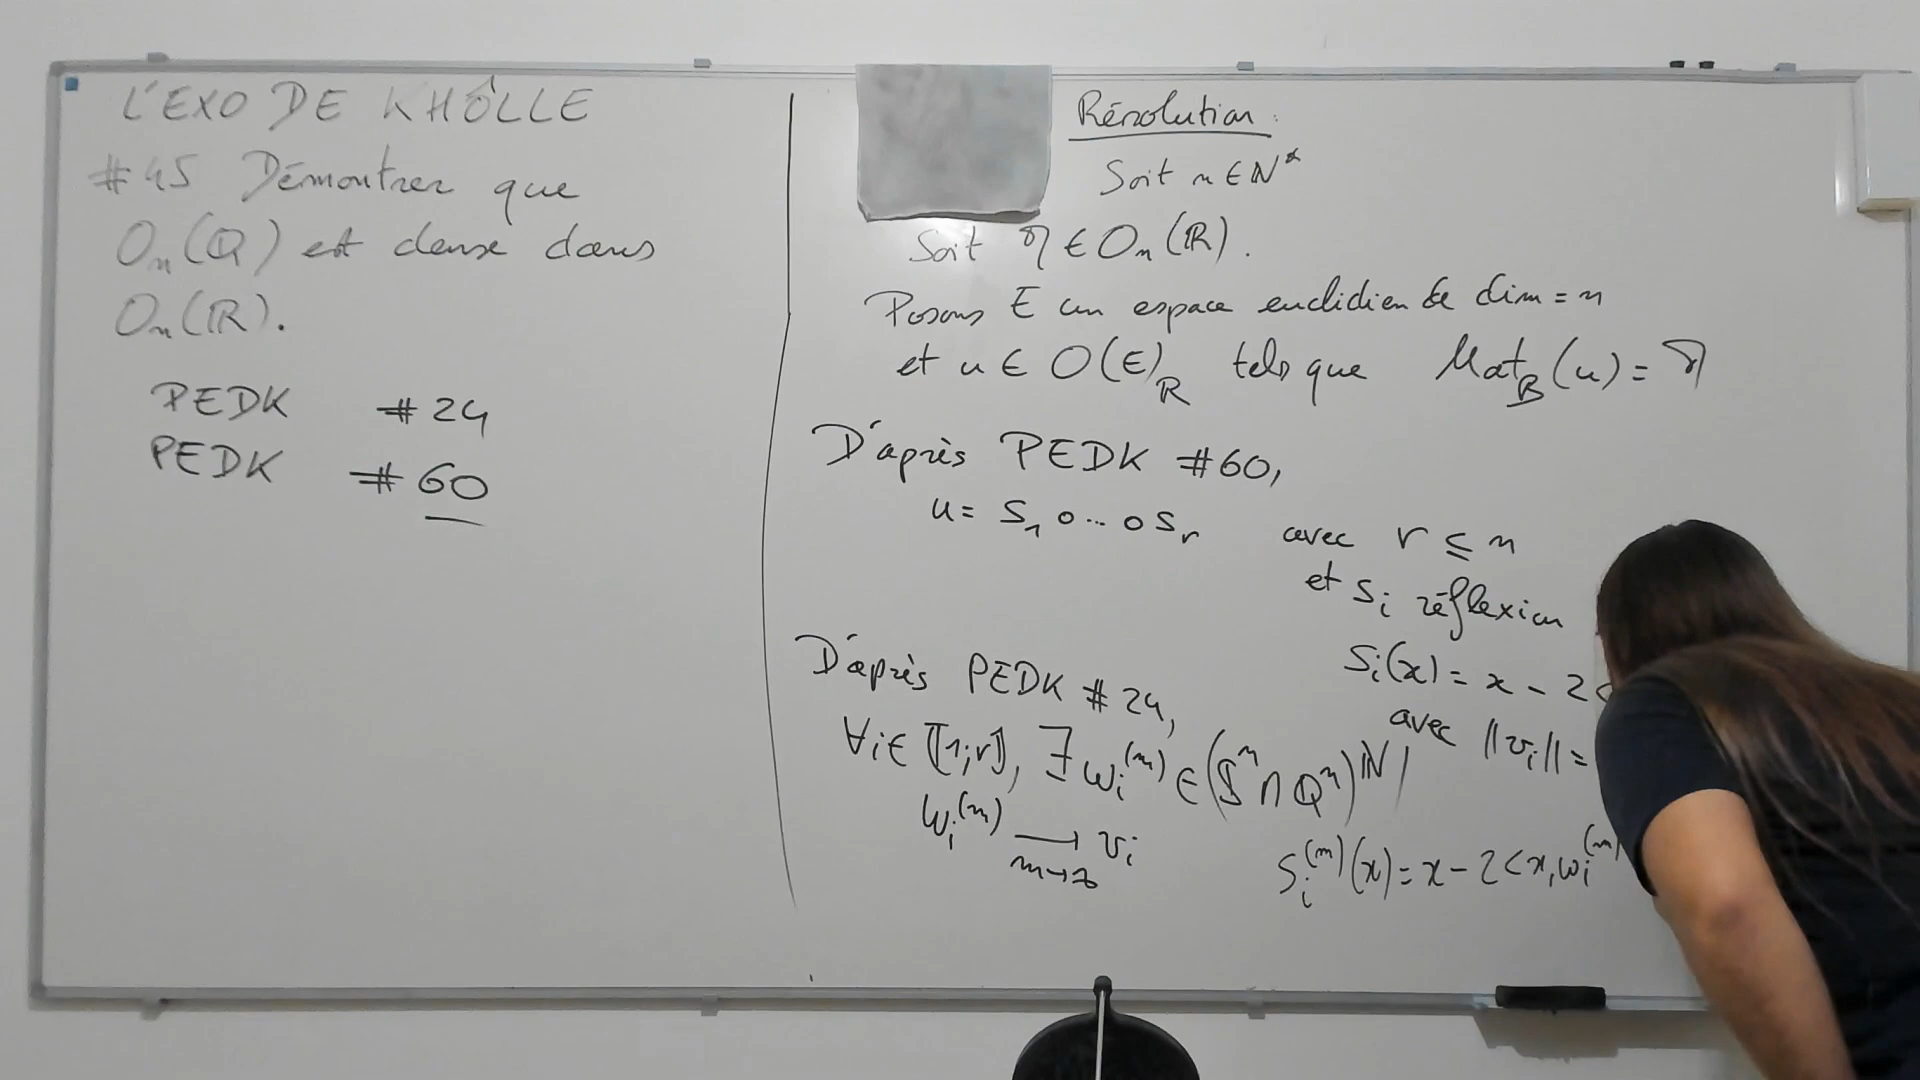 L'EXO DE KHÔLLE
#45 Démontrer que
On(Q) est dense dans
On(R).
PEDK #24
PEDK #60
Résolution :
Soit n ∈ N*
Soit M ∈ On(R).
Posons E un espace euclidien de dim = n
et u ∈ O(E)R tels que MatB(u) = M
D'après PEDK #60,
u = S1 o ... o Sr avec r ≤ n
et Si réflexion
Si(x) = x - 2<
avec ||vi|| =
D'après PEDK #24,
∀i ∈ [[1;r]], ∃ wi^(m) ∈ (S^n ∩ Q^n)^N /
wi^(m) → vi
m→∞
Si^(m)(x) = x - 2<x, wi^(m)